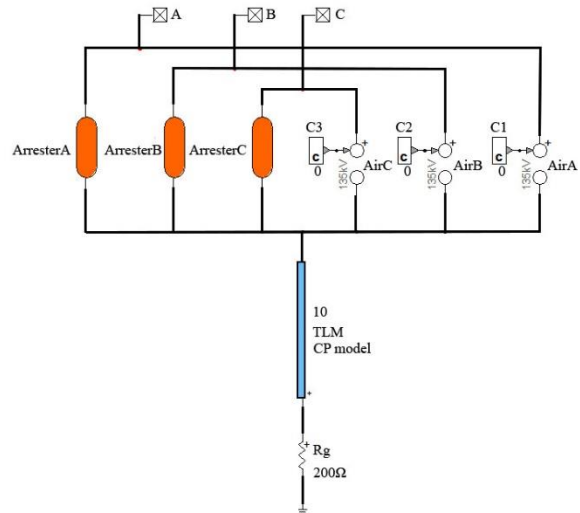 A
B
C
ArresterA
ArresterB
ArresterC
C3
C
0
135kV
+
AirC
C2
C
0
135kV
+
AirB
C1
C
0
135kV
+
AirA
10
TLM
CP model
+
+
Rg
200Ω